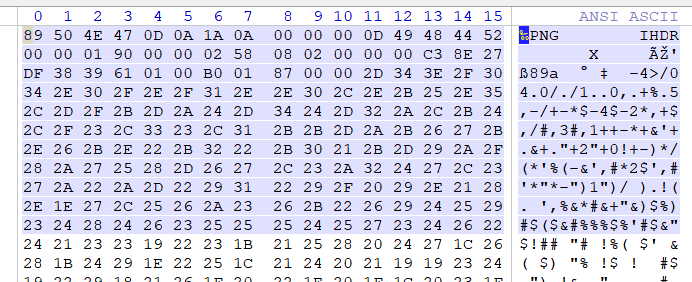 0 1 2 3 4 5 6 7 8 9 10 11 12 13 14 15 ANSI ASCII
89 50 4E 47 0D 0A 1A 0A 00 00 00 0D 49 48 44 52 ‰PNG IHDR
00 00 01 90 00 00 02 58 08 02 00 00 00 C3 8E 27 X ÃŽ'
DF 38 39 61 01 00 B0 01 87 00 00 2D 34 3E 2F 30 ß89a ° ‡ -4>/0
34 2E 30 2F 2E 2F 31 2E 2E 30 2C 2E 2B 25 2E 35 4.0/./1..0,.+%.5
2C 2D 2F 2B 2D 2A 24 2D 34 24 2D 32 2A 2C 2B 24 ,-/+-*$-4$-2*,+$
2C 2F 23 2C 33 23 2C 31 2B 2B 2D 2A 2B 26 27 2B ,/#,3#,1++-*+&'+
2E 26 2B 2E 22 2B 32 22 2B 30 21 2B 2D 29 2A 2F .&+."+2"+0!+-)*/
28 2A 27 25 28 2D 26 27 2C 23 2A 32 24 27 2C 23 (*'%(-&',#*2$',#
27 2A 22 2A 2D 22 29 31 22 29 2F 20 29 2E 21 28 '*"*-")1")/ ).!(
2E 1E 27 2C 25 26 2A 23 26 2B 22 26 29 24 25 29 . ',%&*#&+"&)$%)
23 24 28 24 26 23 25 25 25 24 25 27 23 24 26 22 #$($&#%%%$%'#$&"
24 21 23 23 19 22 23 1B 21 25 28 20 24 27 1C 26 $!## "# !%( $' &
28 1B 24 29 1E 22 25 1C 21 24 20 21 19 19 23 24 ( $) "% !$ ! #$